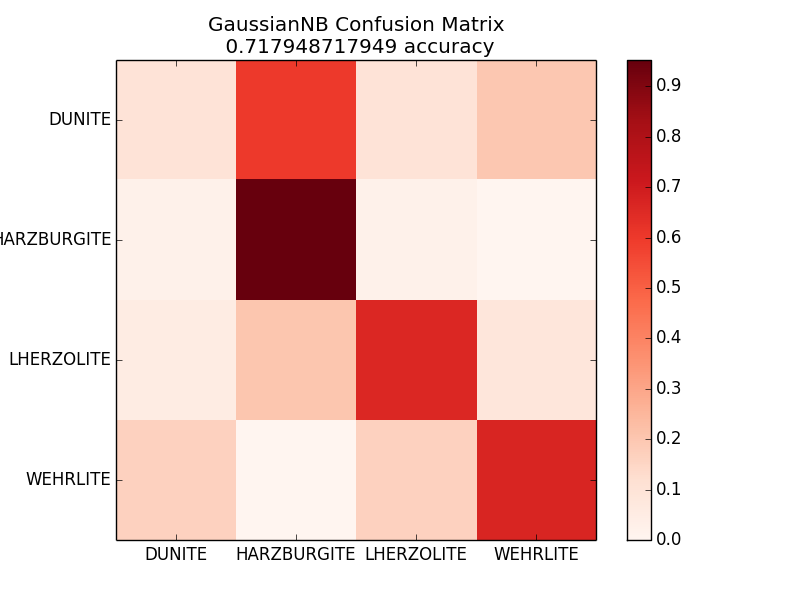 GaussianNB Confusion Matrix
0.717948717949 accuracy
DUNITE
HARZBURGITE
LHERZOLITE
WEHRLITE
DUNITE HARZBURGITE LHERZOLITE WEHRLITE
0.9
0.8
0.7
0.6
0.5
0.4
0.3
0.2
0.1
0.0